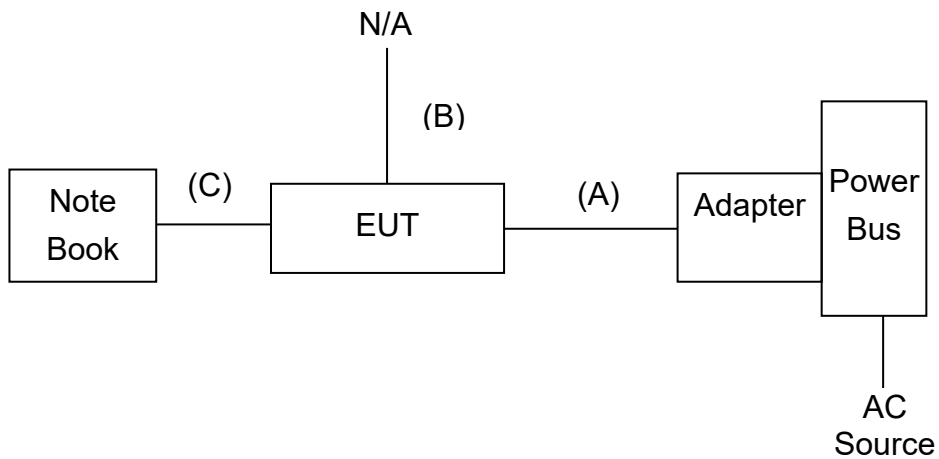 N/A
(B)
Note
Book
(C)
EUT
(A)
Adapter
Power
Bus
AC
Source